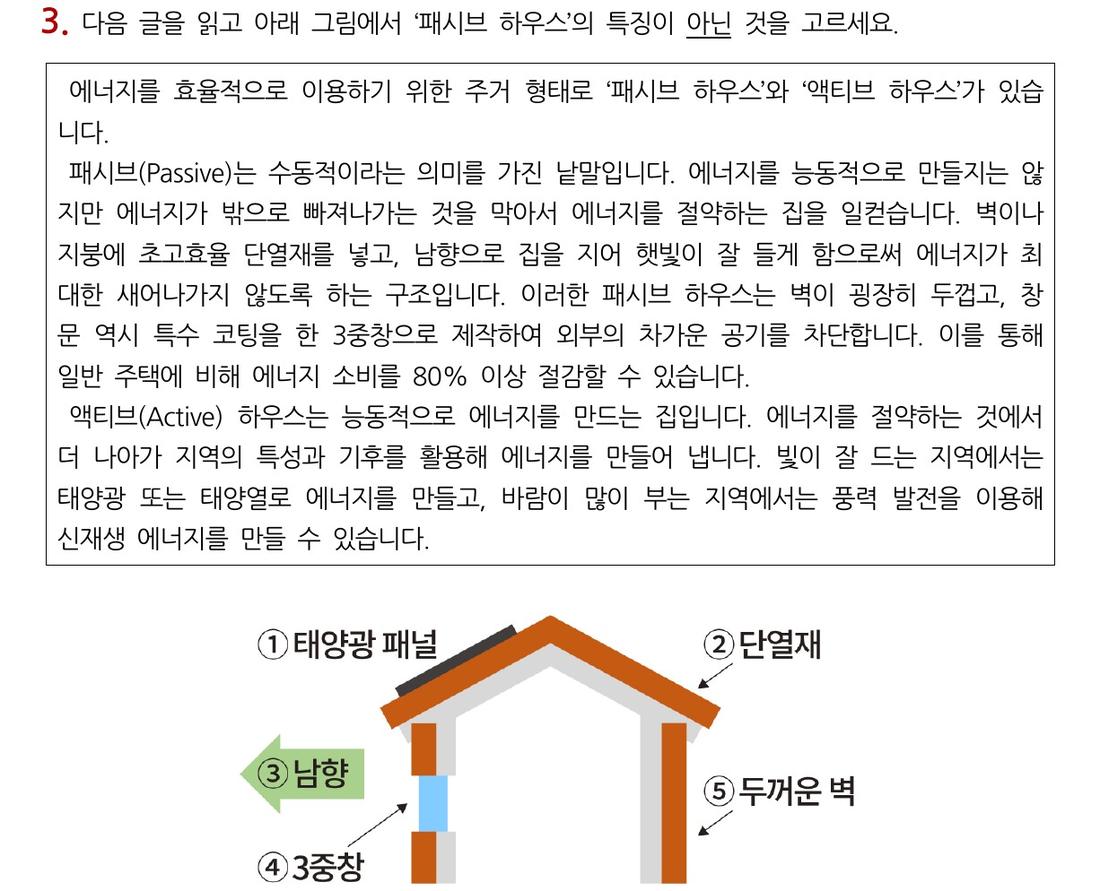 3. 다음 글을 읽고 아래 그림에서 ‘패시브 하우스’의 특징이 아닌 것을 고르세요.
에너지를 효율적으로 이용하기 위한 주거 형태로 ‘패시브 하우스’와 ‘액티브 하우스’가 있습
니다.
패시브(Passive)는 수동적이라는 의미를 가진 낱말입니다. 에너지를 능동적으로 만들지는 않
지만 에너지가 밖으로 빠져나가는 것을 막아서 에너지를 절약하는 집을 일컫습니다. 벽이나
지붕에 초고효율 단열재를 넣고, 남향으로 집을 지어 햇빛이 잘 들게 함으로써 에너지가 최
대한 새어나가지 않도록 하는 구조입니다. 이러한 패시브 하우스는 벽이 굉장히 두껍고, 창
문 역시 특수 코팅을 한 3중창으로 제작하여 외부의 차가운 공기를 차단합니다. 이를 통해
일반 주택에 비해 에너지 소비를 80% 이상 절감할 수 있습니다.
액티브(Active) 하우스는 능동적으로 에너지를 만드는 집입니다. 에너지를 절약하는 것에서
더 나아가 지역의 특성과 기후를 활용해 에너지를 만들어 냅니다. 빛이 잘 드는 지역에서는
태양광 또는 태양열로 에너지를 만들고, 바람이 많이 부는 지역에서는 풍력 발전을 이용해
신재생 에너지를 만들 수 있습니다.
① 태양광 패널
② 단열재
③ 남향
⑤ 두꺼운 벽
④ 3중창